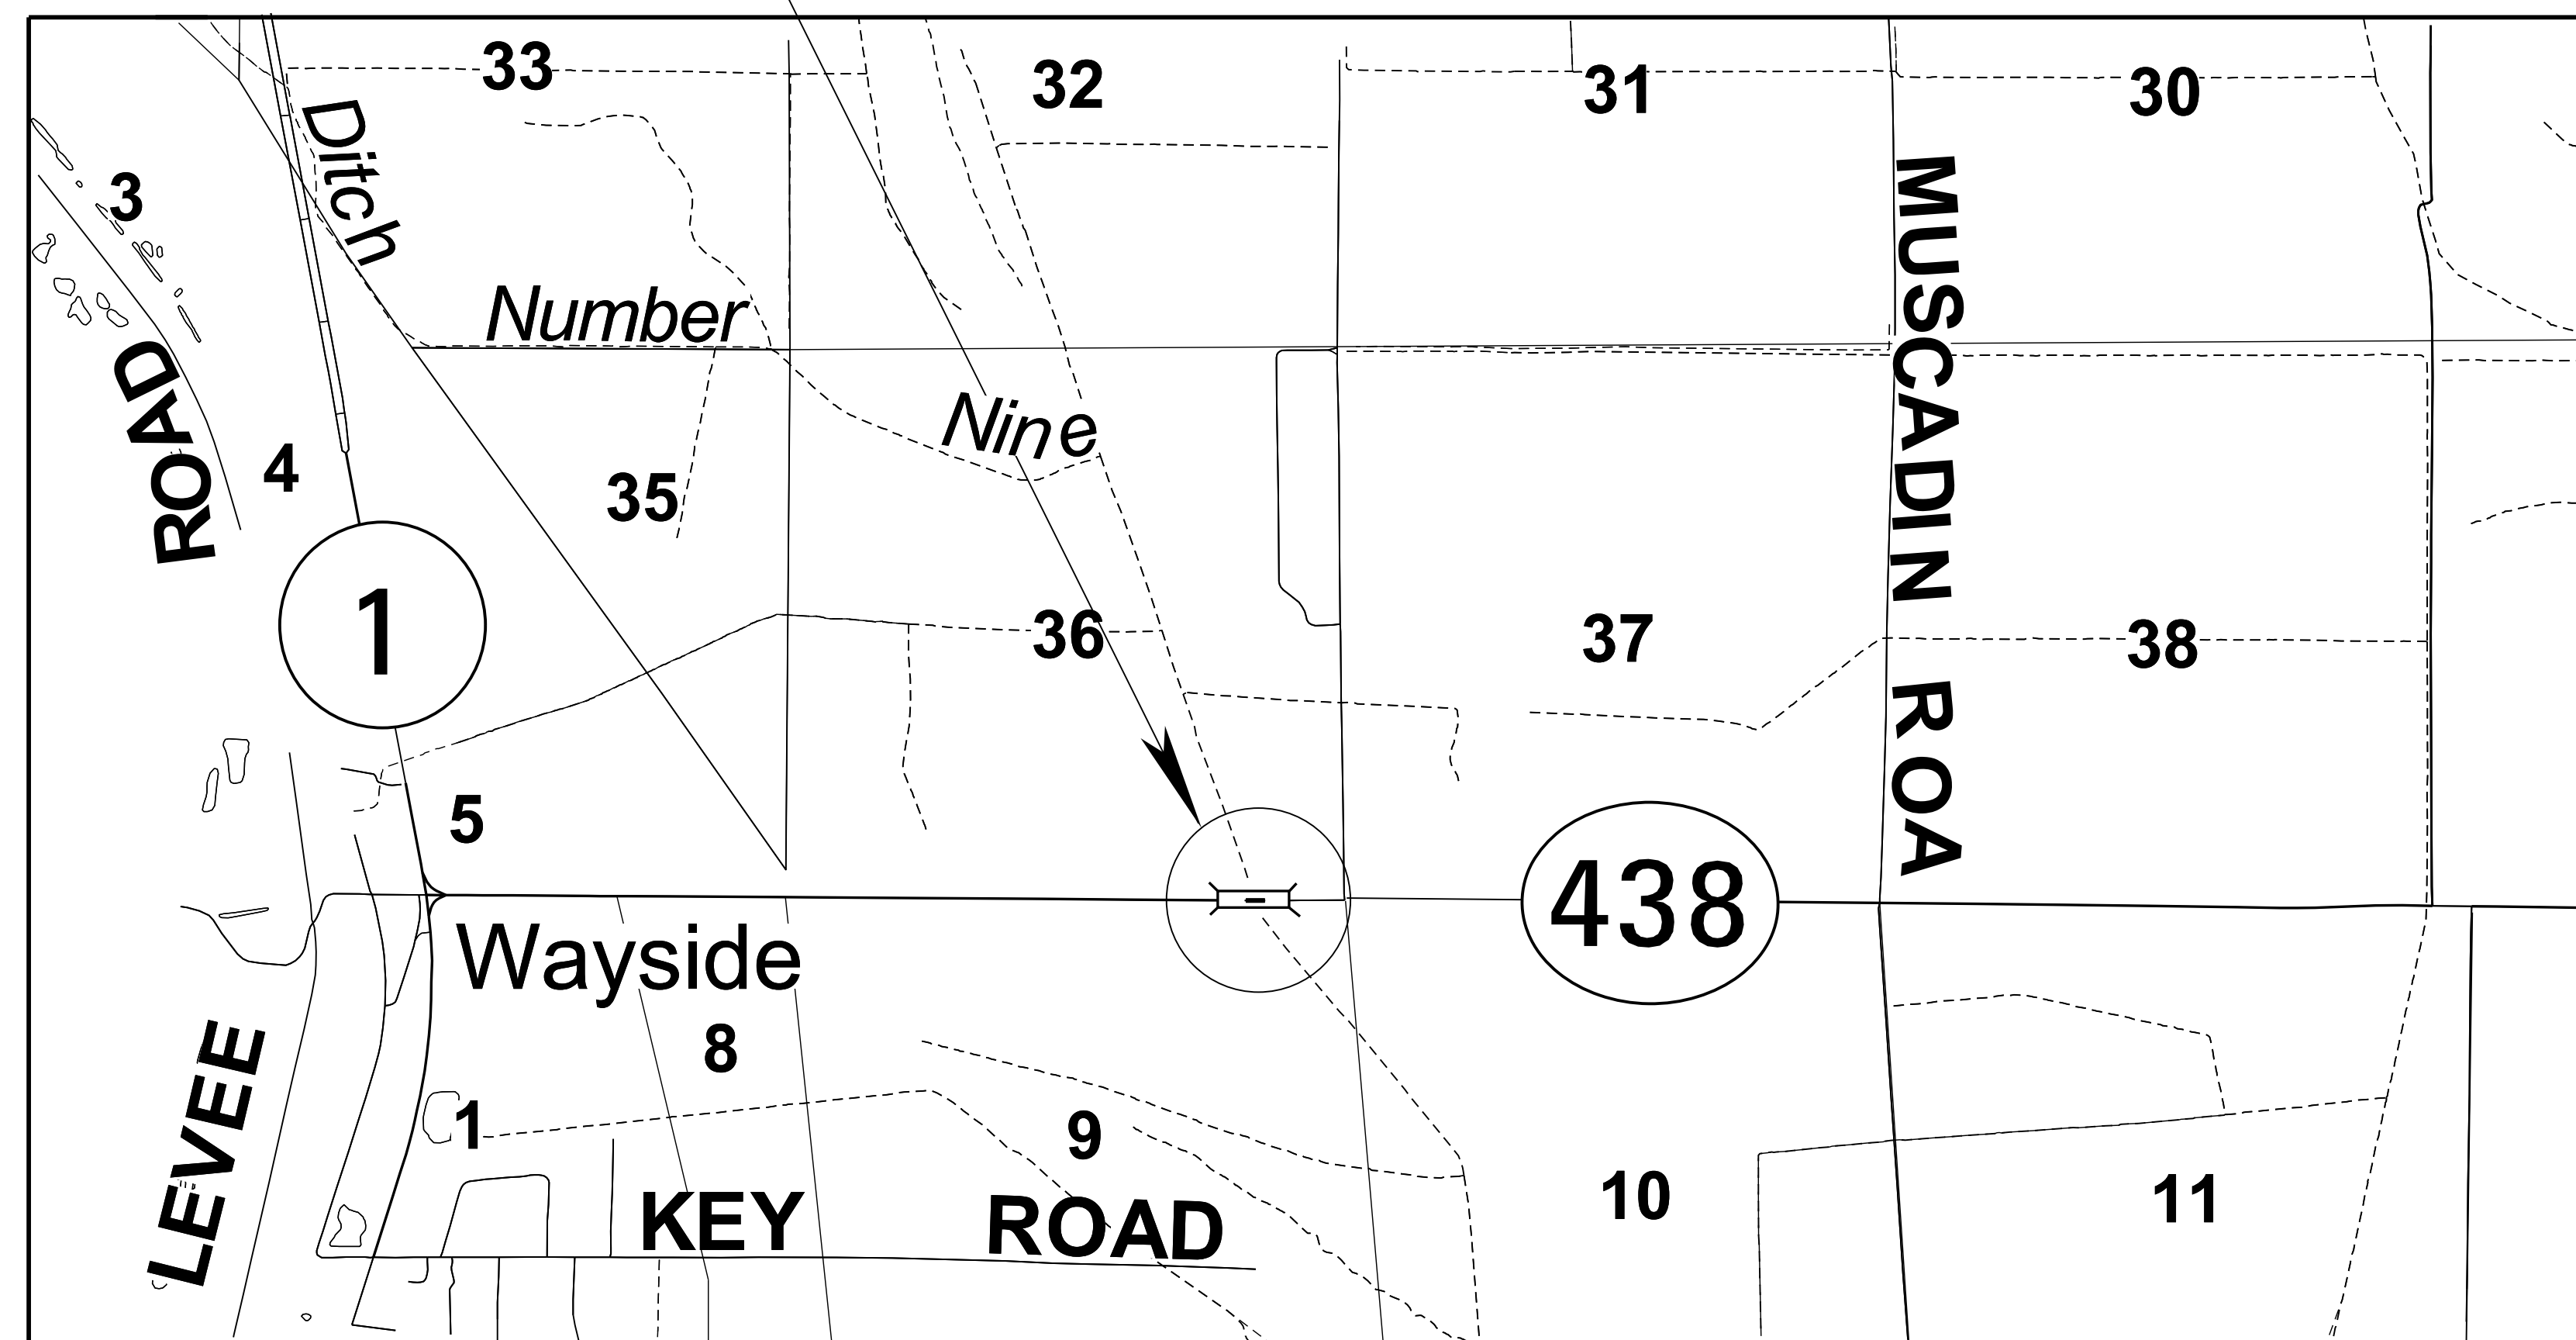 33
32
31
30
3
Ditch
Number
Nine
MUSCADIN ROA
ROAD
4
35
36
37
38
1
5
438
Wayside
8
1
9
10
11
LEVEE
KEY ROAD